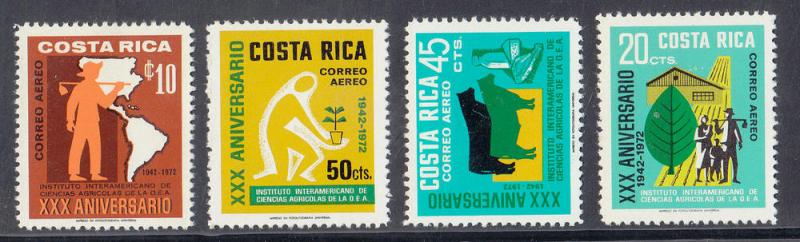 COSTA RICA
₡10
CORREO AEREO
1942-1972
INSTITUTO INTERAMERICANO DE
CIENCIAS AGRICOLAS DE LA O.E.A.
XXX ANIVERSARIO
COSTA RICA
CORREO
AEREO
XXX ANIVERSARIO
1942-1972
50cts.
INSTITUTO INTERAMERICANO DE
CIENCIAS AGRICOLAS DE LA O.E.A.
COSTA RICA 45 CTS.
CORREO AEREO
INSTITUTO INTERAMERICANO DE
CIENCIAS AGRICOLAS DE LA O.E.A.
XXX ANIVERSARIO
1942-1972
20 CTS.
COSTA RICA
CORREO AEREO
XXX ANIVERSARIO
1942-1972
INSTITUTO INTERAMERICANO DE
CIENCIAS AGRICOLAS DE LA O.E.A.